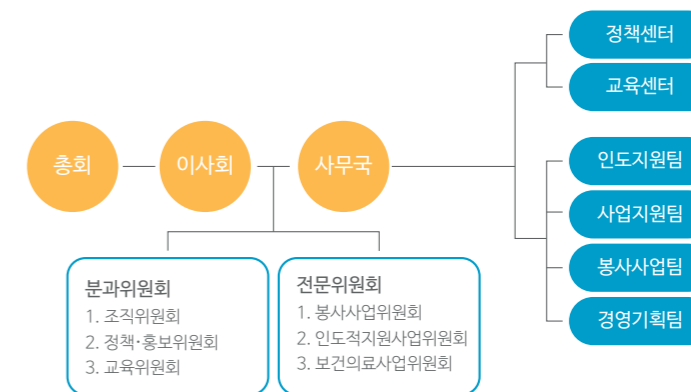 총회
이사회
사무국
정책센터
교육센터
인도지원팀
사업지원팀
봉사사업팀
경영기획팀
분과위원회
1. 조직위원회
2. 정책·홍보위원회
3. 교육위원회
전문위원회
1. 봉사사업위원회
2. 인도적지원사업위원회
3. 보건의료사업위원회